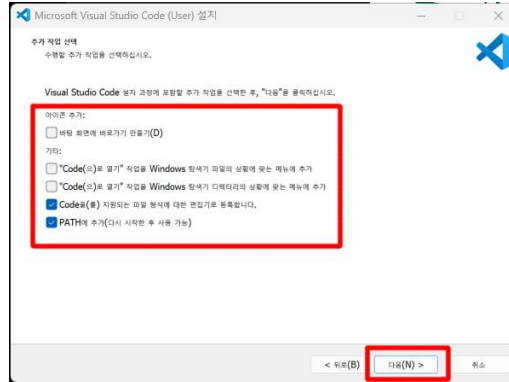 Microsoft Visual Studio Code (User) 설치
추가 작업 선택
수행할 추가 작업을 선택하십시오.
Visual Studio Code 설치 과정에 포함할 추가 작업을 선택한 후, "다음"을 클릭하십시오.
아이콘 추가:
바탕 화면에 바로가기 만들기(D)
기타:
"Code(으)로 열기" 작업을 Windows 탐색기 파일의 상황에 맞는 메뉴에 추가
"Code(으)로 열기" 작업을 Windows 탐색기 디렉터리의 상황에 맞는 메뉴에 추가
Code을(를) 지원되는 파일 형식에 대한 편집기로 등록합니다.
PATH에 추가(다시 시작한 후 사용 가능)
< 뒤로(B) 다음(N) > 취소